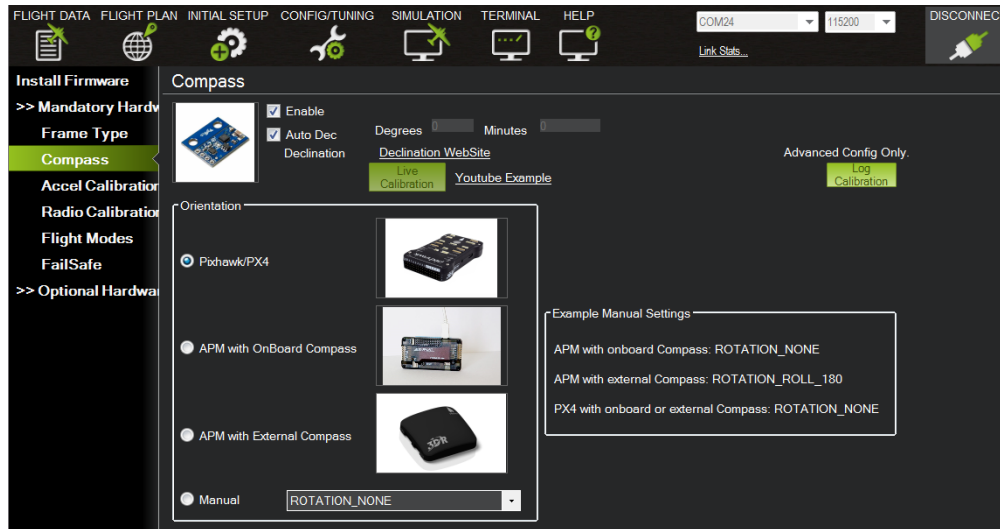 FLIGHT DATA FLIGHT PLAN INITIAL SETUP CONFIG/TUNING SIMULATION TERMINAL HELP
COM24 115200 DISCONNEC
Link Stats...
Install Firmware
>> Mandatory Hardw
Frame Type
Compass
Accel Calibration
Radio Calibration
Flight Modes
FailSafe
>> Optional Hardwa
Compass
Enable
Auto Dec
Declination
Degrees 0 Minutes 0
Declination WebSite
Live
Calibration
Youtube Example
Advanced Config Only.
Log
Calibration
Orientation
Pixhawk/PX4
APM with OnBoard Compass
APM with External Compass
3DR
Manual ROTATION_NONE
Example Manual Settings
APM with onboard Compass: ROTATION_NONE
APM with external Compass: ROTATION_ROLL_180
PX4 with onboard or external Compass: ROTATION_NONE